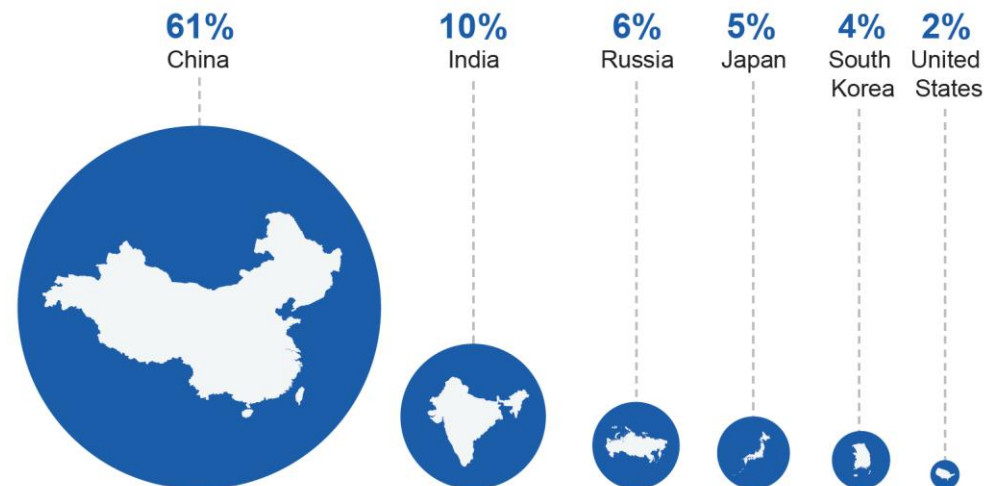 61%
China
10%
India
6%
Russia
5%
Japan
4%
South
Korea
2%
United
States